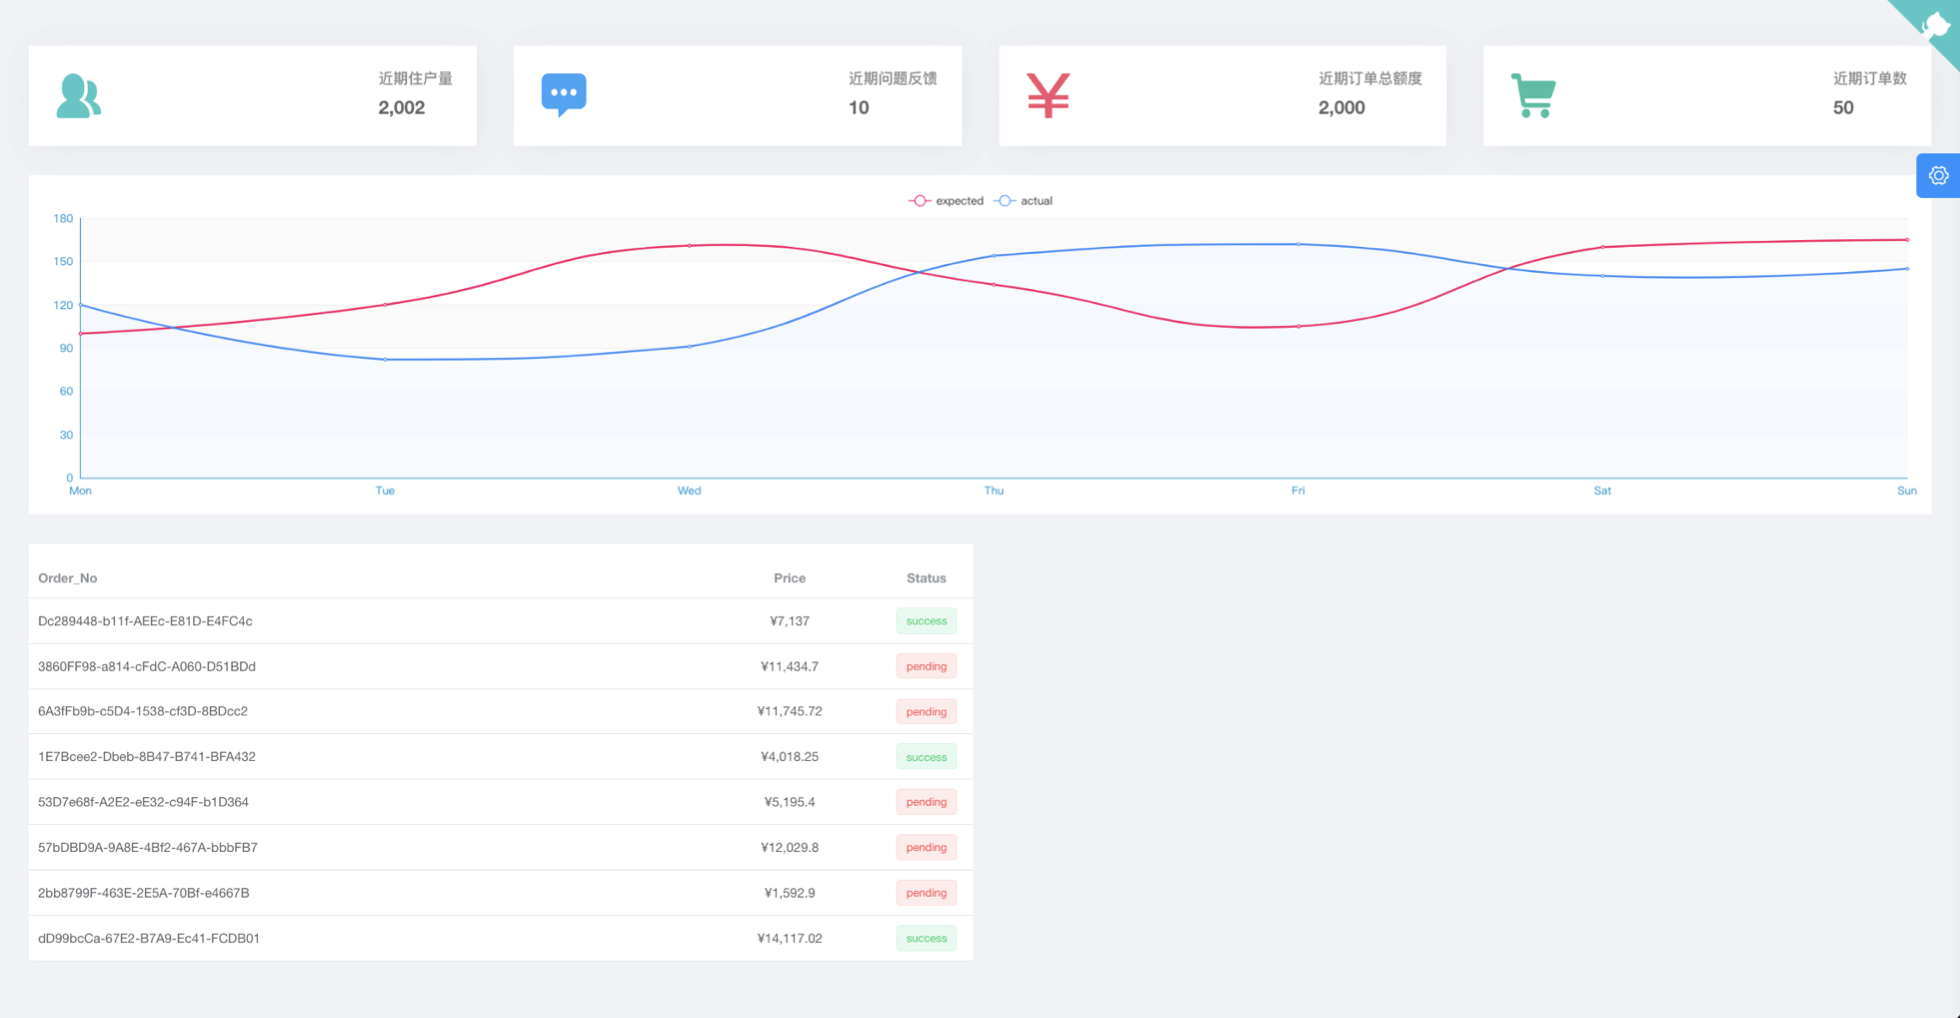 近期住户量
2,002
近期问题反馈
10
近期订单总额度
2,000
近期订单数
50
expected actual
180
150
120
90
60
30
0
Mon Tue Wed Thu Fri Sat Sun
Order_No Price Status
Dc289448-b11f-AEEc-E81D-E4FC4c ¥7,137 success
3860FF98-a814-cFdC-A060-D51BDd ¥11,434.7 pending
6A3fFb9b-c5D4-1538-cf3D-8BDcc2 ¥11,745.72 pending
1E7Bcee2-Dbeb-8B47-B741-BFA432 ¥4,018.25 success
53D7e68f-A2E2-eE32-c94F-b1D364 ¥5,195.4 pending
57bDBD9A-9A8E-4Bf2-467A-bbbFB7 ¥12,029.8 pending
2bb8799F-463E-2E5A-70Bf-e4667B ¥1,592.9 pending
dD99bcCa-67E2-B7A9-Ec41-FCDB01 ¥14,117.02 success